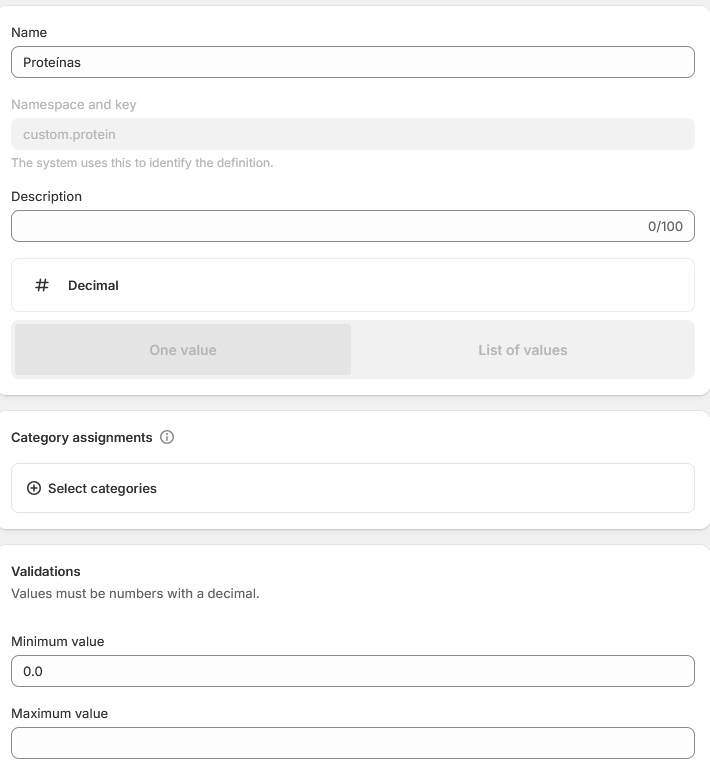 Name
Proteínas
Namespace and key
custom.protein
The system uses this to identify the definition.
Description
0/100
# Decimal
One value List of values
Category assignments
Select categories
Validations
Values must be numbers with a decimal.
Minimum value
0.0
Maximum value